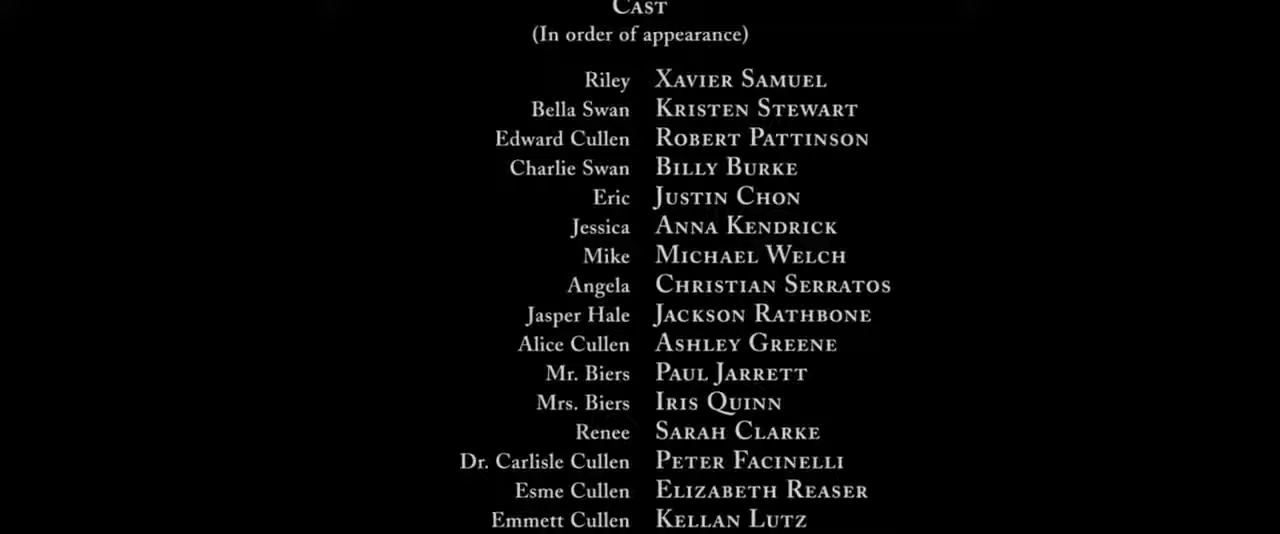 CAST
(In order of appearance)
Riley XAVIER SAMUEL
Bella Swan KRISTEN STEWART
Edward Cullen ROBERT PATTINSON
Charlie Swan BILLY BURKE
Eric JUSTIN CHON
Jessica ANNA KENDRICK
Mike MICHAEL WELCH
Angela CHRISTIAN SERRATOS
Jasper Hale JACKSON RATHBONE
Alice Cullen ASHLEY GREENE
Mr. Biers PAUL JARRETT
Mrs. Biers IRIS QUINN
Renee SARAH CLARKE
Dr. Carlisle Cullen PETER FACINELLI
Esme Cullen ELIZABETH REASER
Emmett Cullen KELLAN LUTZ